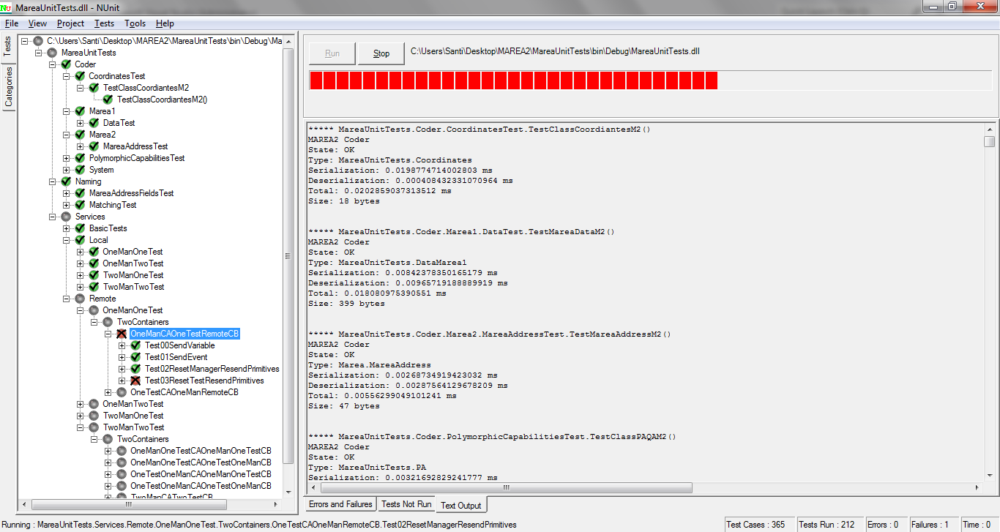 MareaUnitTests.dll - NUnit
File View Project Tests Tools Help
Tests
Categories
C:\Users\Santi\Desktop\MAREA2\MareaUnitTests\bin\Debug\Ma
MareaUnitTests
Coder
CoordinatesTest
TestClassCoordiantesM2
TestClassCoordiantesM2()
Marea1
DataTest
Marea2
MareaAddressTest
PolymorphicCapabilitiesTest
System
Naming
MareaAddressFieldsTest
MatchingTest
Services
BasicTests
Local
OneManOneTest
OneManTwoTest
TwoManOneTest
TwoManTwoTest
Remote
OneManOneTest
TwoContainers
OneManCAOneTestRemoteCB
Test00SendVariable
Test01SendEvent
Test02ResetManagerResendPrimitives
Test03ResetTestResendPrimitives
OneTestCAOneManRemoteCB
OneManTwoTest
TwoManOneTest
TwoManTwoTest
TwoContainers
OneManOneTestCAOneManOneTestCB
OneManOneTestCAOneTestOneManCB
OneTestOneManCAOneManOneTestCB
OneTestOneManCAOneTestOneManCB
TwoManCATwoTestCB
Run Stop C:\Users\Santi\Desktop\MAREA2\MareaUnitTests\bin\Debug\MareaUnitTests.dll
***** MareaUnitTests.Coder.CoordinatesTest.TestClassCoordiantesM2()
MAREA2 Coder
State: OK
Type: MareaUnitTests.Coordinates
Serialization: 0.0198774714002803 ms
Deserialization: 0.000408432331070964 ms
Total: 0.0202859037313512 ms
Size: 18 bytes
***** MareaUnitTests.Coder.Marea1.DataTest.TestMareaDataM2()
MAREA2 Coder
State: OK
Type: MareaUnitTests.DataMarea1
Serialization: 0.00842378350165179 ms
Deserialization: 0.00965719188889919 ms
Total: 0.018080975390551 ms
Size: 399 bytes
***** MareaUnitTests.Coder.Marea2.MareaAddressTest.TestMareaAddressM2()
MAREA2 Coder
State: OK
Type: Marea.MareaAddress
Serialization: 0.00268734919423032 ms
Deserialization: 0.00287564129678209 ms
Total: 0.00556299049101241 ms
Size: 47 bytes
***** MareaUnitTests.Coder.PolymorphicCapabilitiesTest.TestClassPAQAM2()
MAREA2 Coder
State: OK
Type: MareaUnitTests.PA
Serialization: 0.00321692829241777 ms
Errors and Failures Tests Not Run Text Output
Running : MareaUnitTests.Services.Remote.OneManOneTest.TwoContainers.OneTestCAOneManRemoteCB.Test02ResetManagerResendPrimitives Test Cases : 365 Tests Run : 212 Errors : 0 Failures : 1 Time : 0